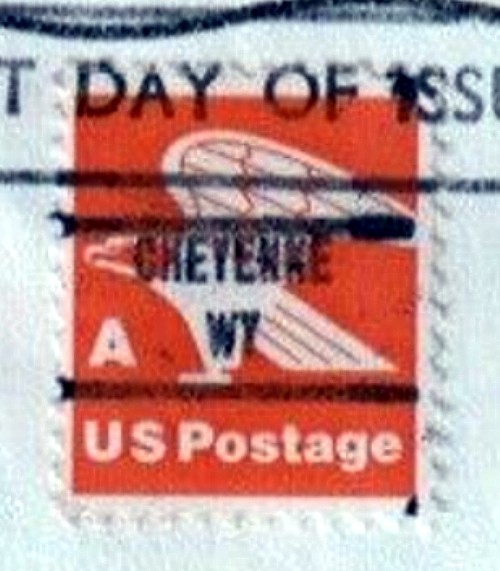 T DAY OF ISSU
CHEYENNE
WY
A
US Postage